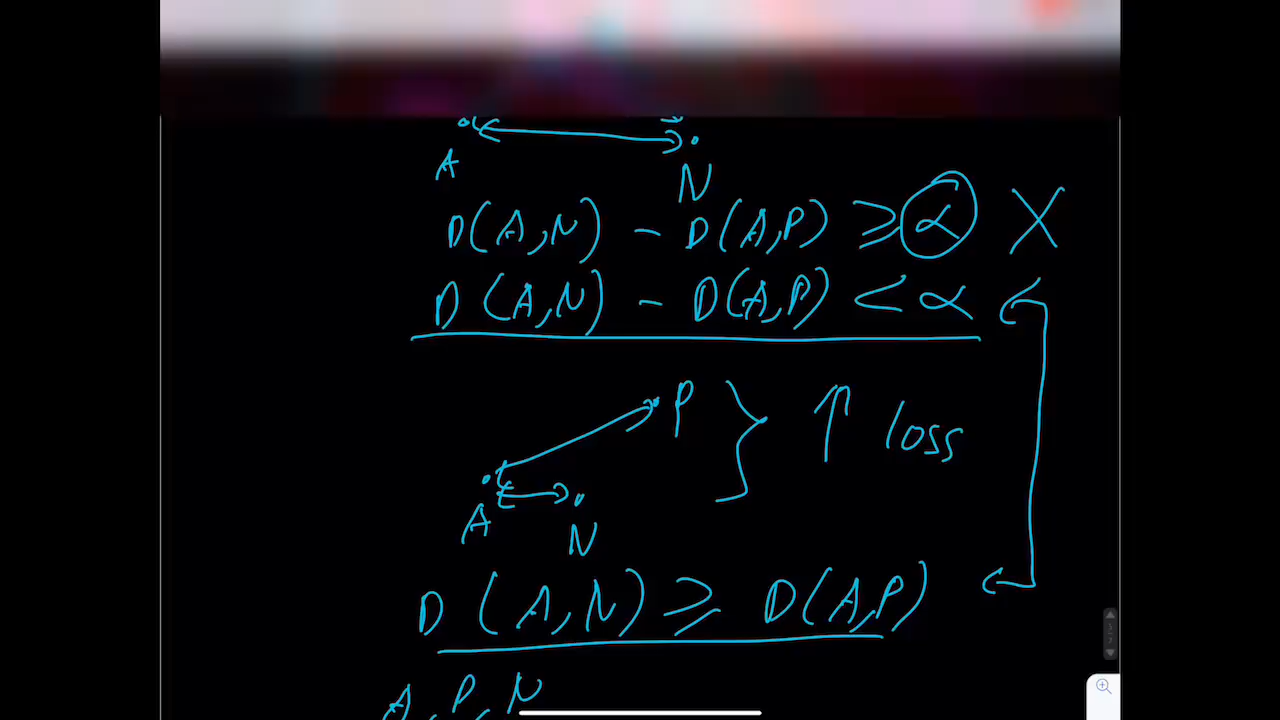 A
N
D(A,N) - D(A,P) ≥ α X
D(A,N) - D(A,P) < α
P
↑ loss
A
N
D(A,N) ≥ D(A,P)
A, P, N